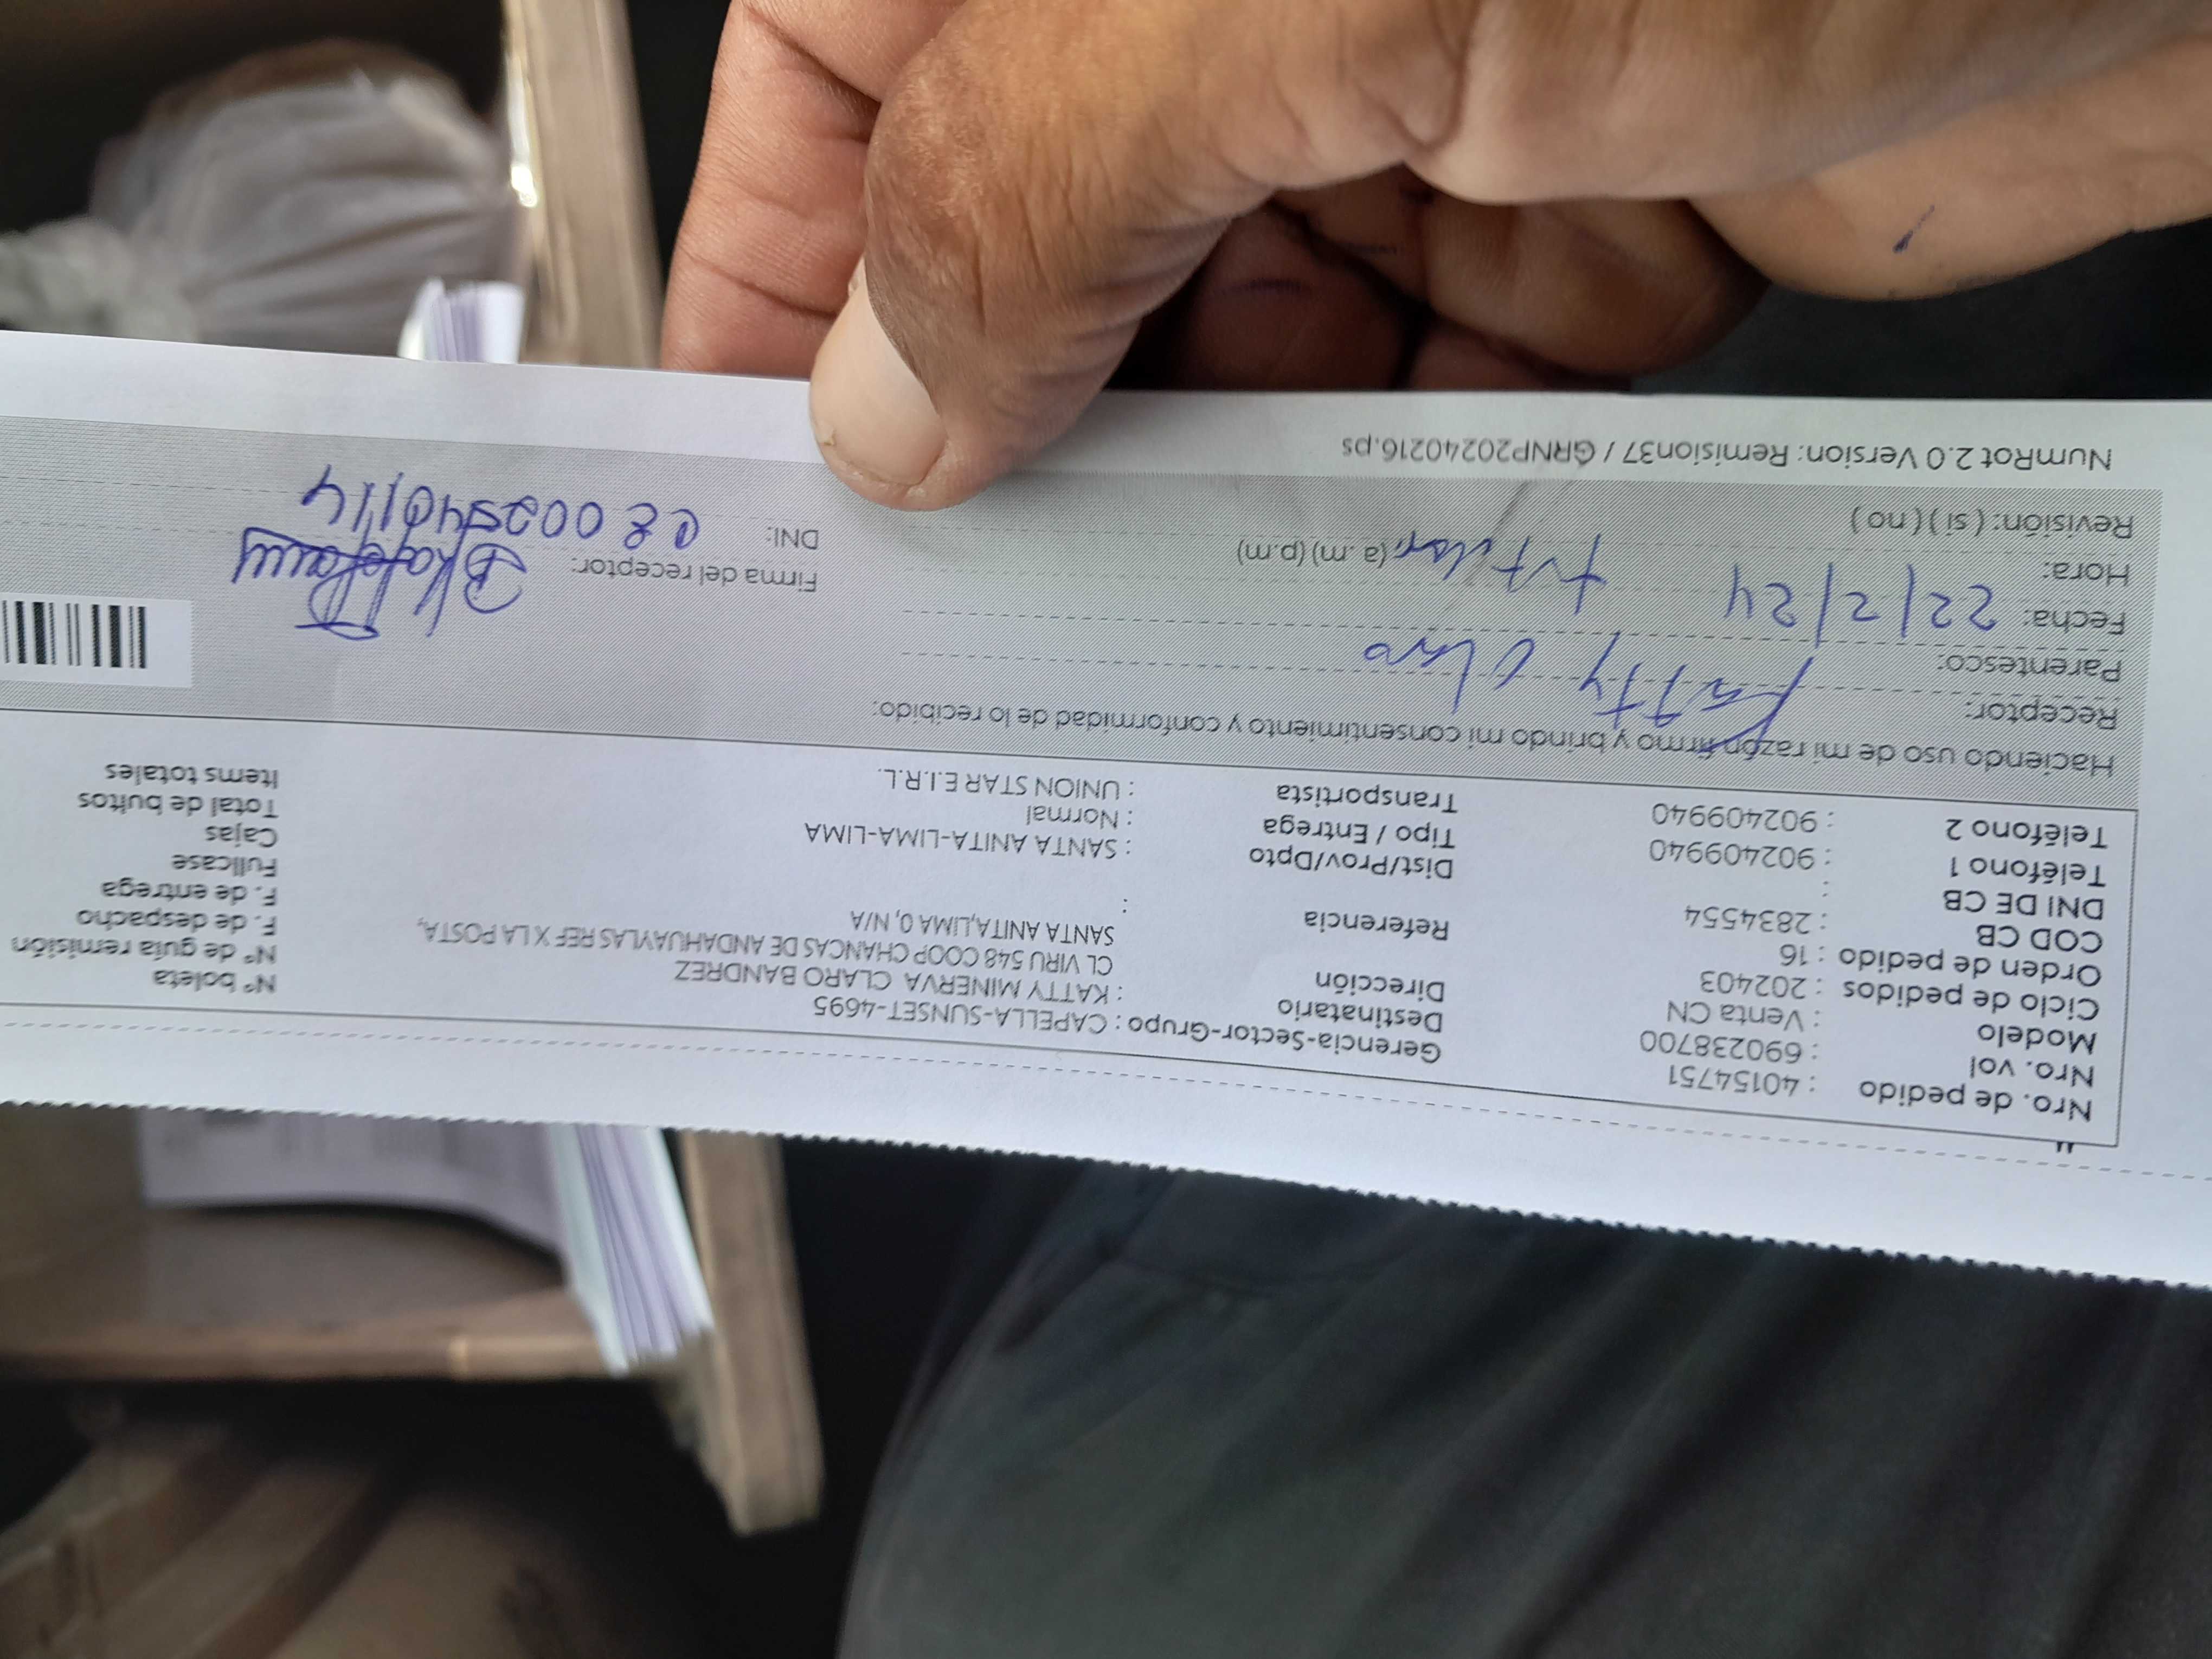 Nro. de pedido : 40154751
Nro. vol : 690238700
Modelo : Venta CN
Ciclo de pedidos : 202403
Orden de pedido : 16
COD CB : 2834554
DNI DE CB :
Teléfono 1 : 902409940
Teléfono 2 : 902409940
Gerencia-Sector-Grupo : CAPELLA-SUNSET-4695
Destinatario : KATTY MINERVA CLARO BANDREZ
Dirección CL VIRU 548 COOP CHANCAS DE ANDAHUAYLAS REF X LA POSTA,
SANTA ANITA,LIMA 0, N/A
Referencia :
Dist/Prov/Dpto : SANTA ANITA-LIMA-LIMA
Tipo / Entrega : Normal
Transportista : UNION STAR E.I.R.L.
N° boleta
N° de guía remisión
F. de despacho
F. de entrega
Fullcase
Cajas
Total de bultos
Items totales
Haciendo uso de mi razón firmo y brindo mi consentimiento y conformidad de lo recibido:
Receptor: Katty Claro
Parentesco:
Fecha: 22/2/24
Hora: titular (a. m) (p.m)
Revisión: ( si ) ( no )
Firma del receptor:
DNI:
NumRot 2.0 Version: Remision37 / GRNP20240216.ps